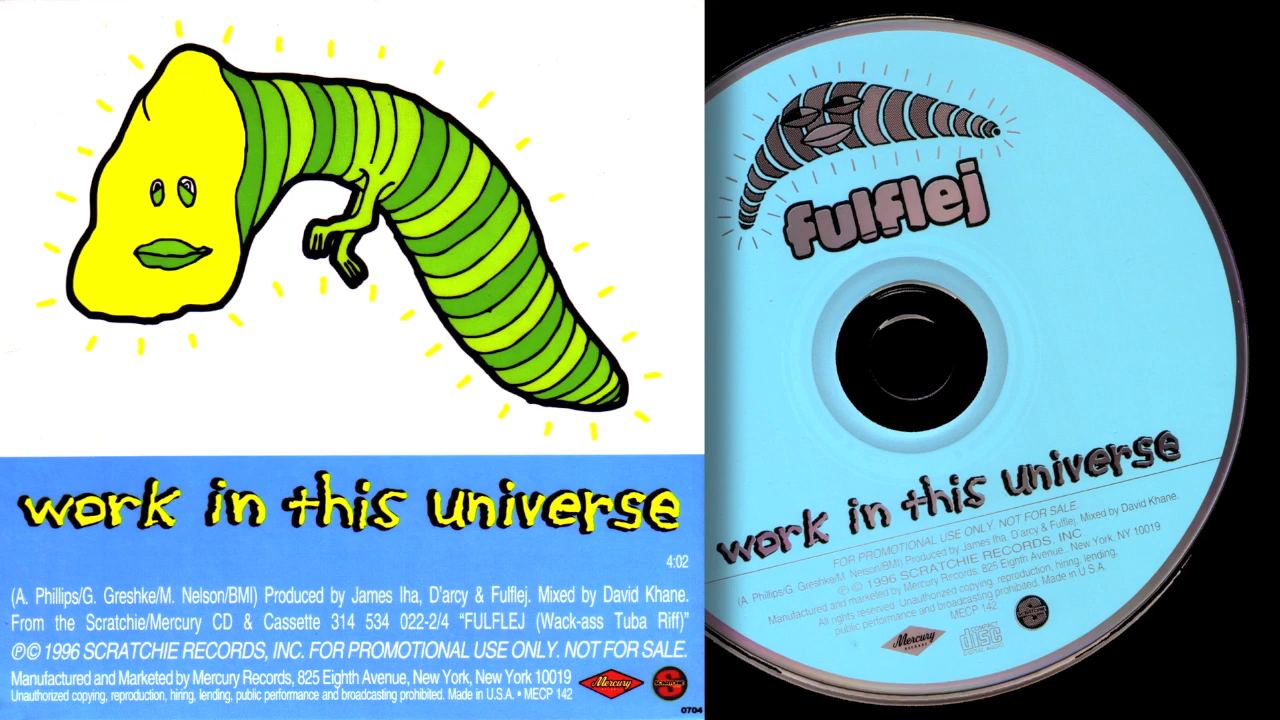 work in this universe
4:02
(A. Phillips/G. Greshke/M. Nelson/BMI) Produced by James Iha, D'arcy & Fulflej. Mixed by David Khane.
From the Scratchie/Mercury CD & Cassette 314 534 022-2/4 "FULFLEJ (Wack-ass Tuba Riff)"
℗© 1996 SCRATCHIE RECORDS, INC. FOR PROMOTIONAL USE ONLY. NOT FOR SALE.
Manufactured and Marketed by Mercury Records, 825 Eighth Avenue, New York, New York 10019
Unauthorized copying, reproduction, hiring, lending, public performance and broadcasting prohibited. Made in U.S.A. • MECP 142
Mercury
RECORDS
S
SCRATCHIE
0704
fulflej
work in this universe
FOR PROMOTIONAL USE ONLY. NOT FOR SALE
(A. Phillips/G. Greshke/M. Nelson/BMI) Produced by James Iha D'arcy & Fulflej. Mixed by David Khane.
℗ © 1996 SCRATCHIE RECORDS, INC
Manufactured and marketed by Mercury Records, 825 Eighth Avenue., New York, NY 10019
All rights reserved. Unauthorized copying, reproduction, hiring, lending,
public performance and broadcasting prohibited. Made in U.S.A.
MECP 142
Mercury
RECORDS
COMPACT
disc
DIGITAL AUDIO
S
SCRATCHIE